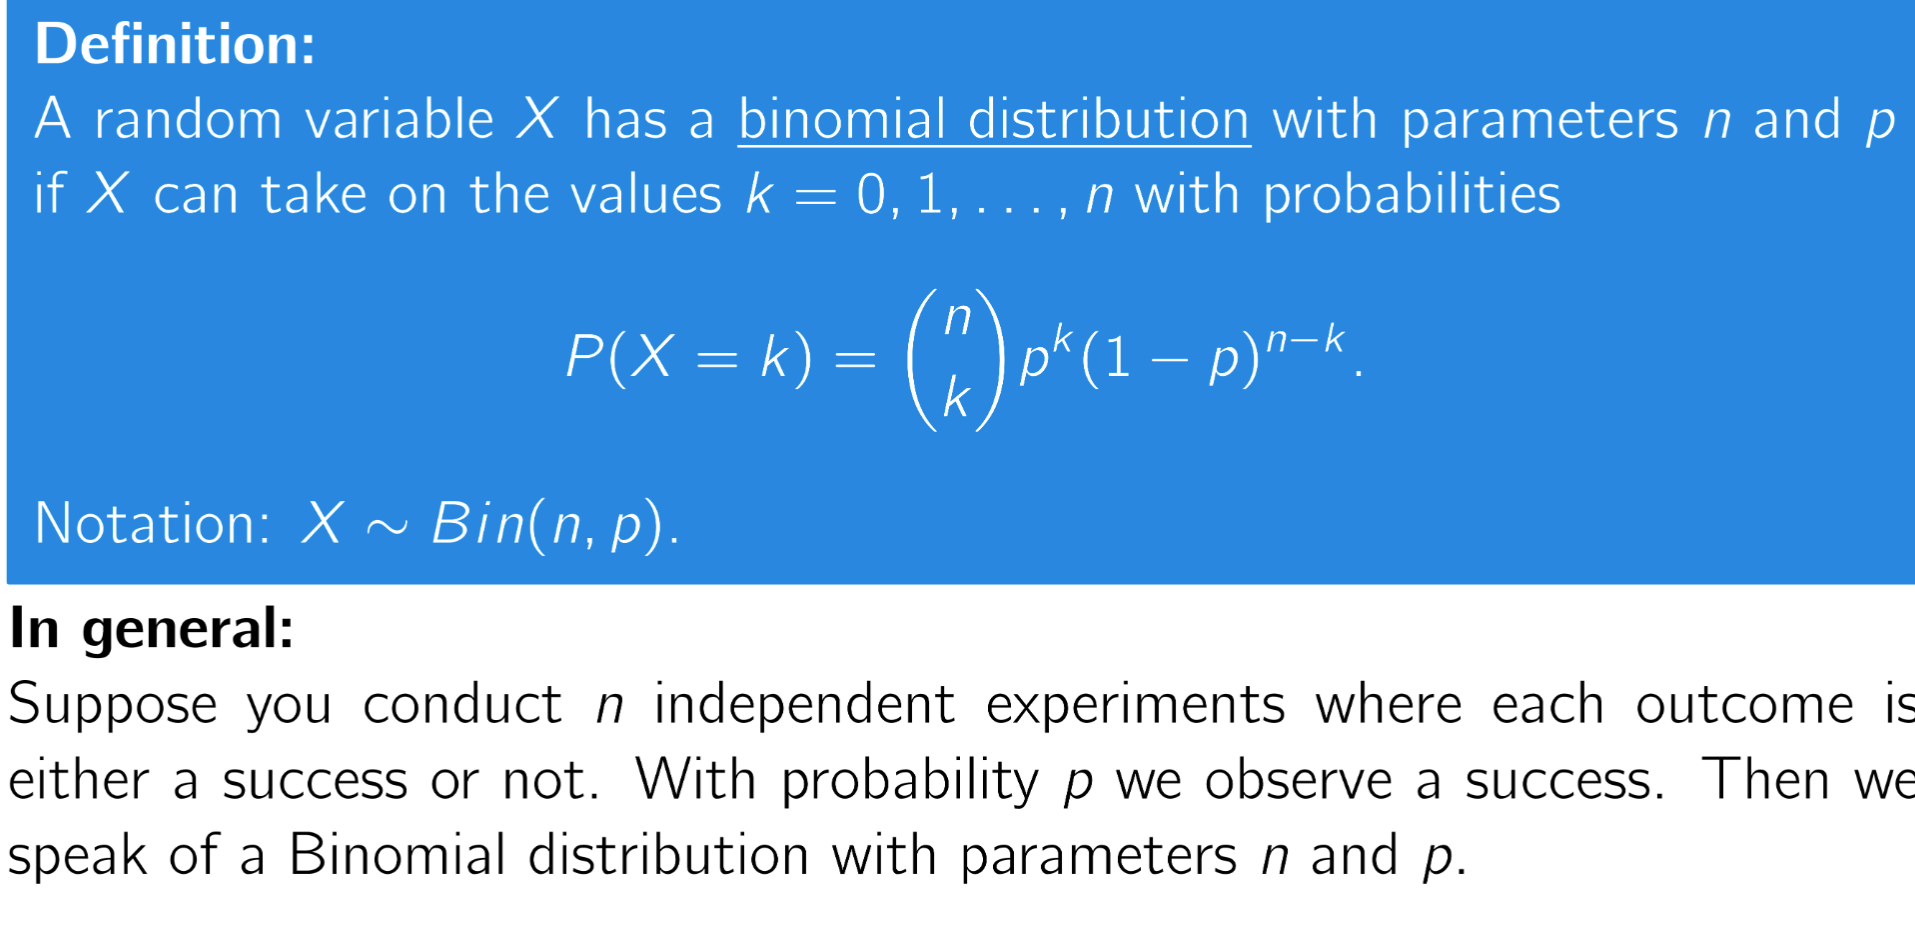 Definition:
A random variable X has a binomial distribution with parameters n and p
if X can take on the values k = 0, 1, . . . , n with probabilities
P(X = k) = \binom{n}{k} p^k (1 − p)^{n−k}.
Notation: X ∼ Bin(n, p).
In general:
Suppose you conduct n independent experiments where each outcome is
either a success or not. With probability p we observe a success. Then we
speak of a Binomial distribution with parameters n and p.